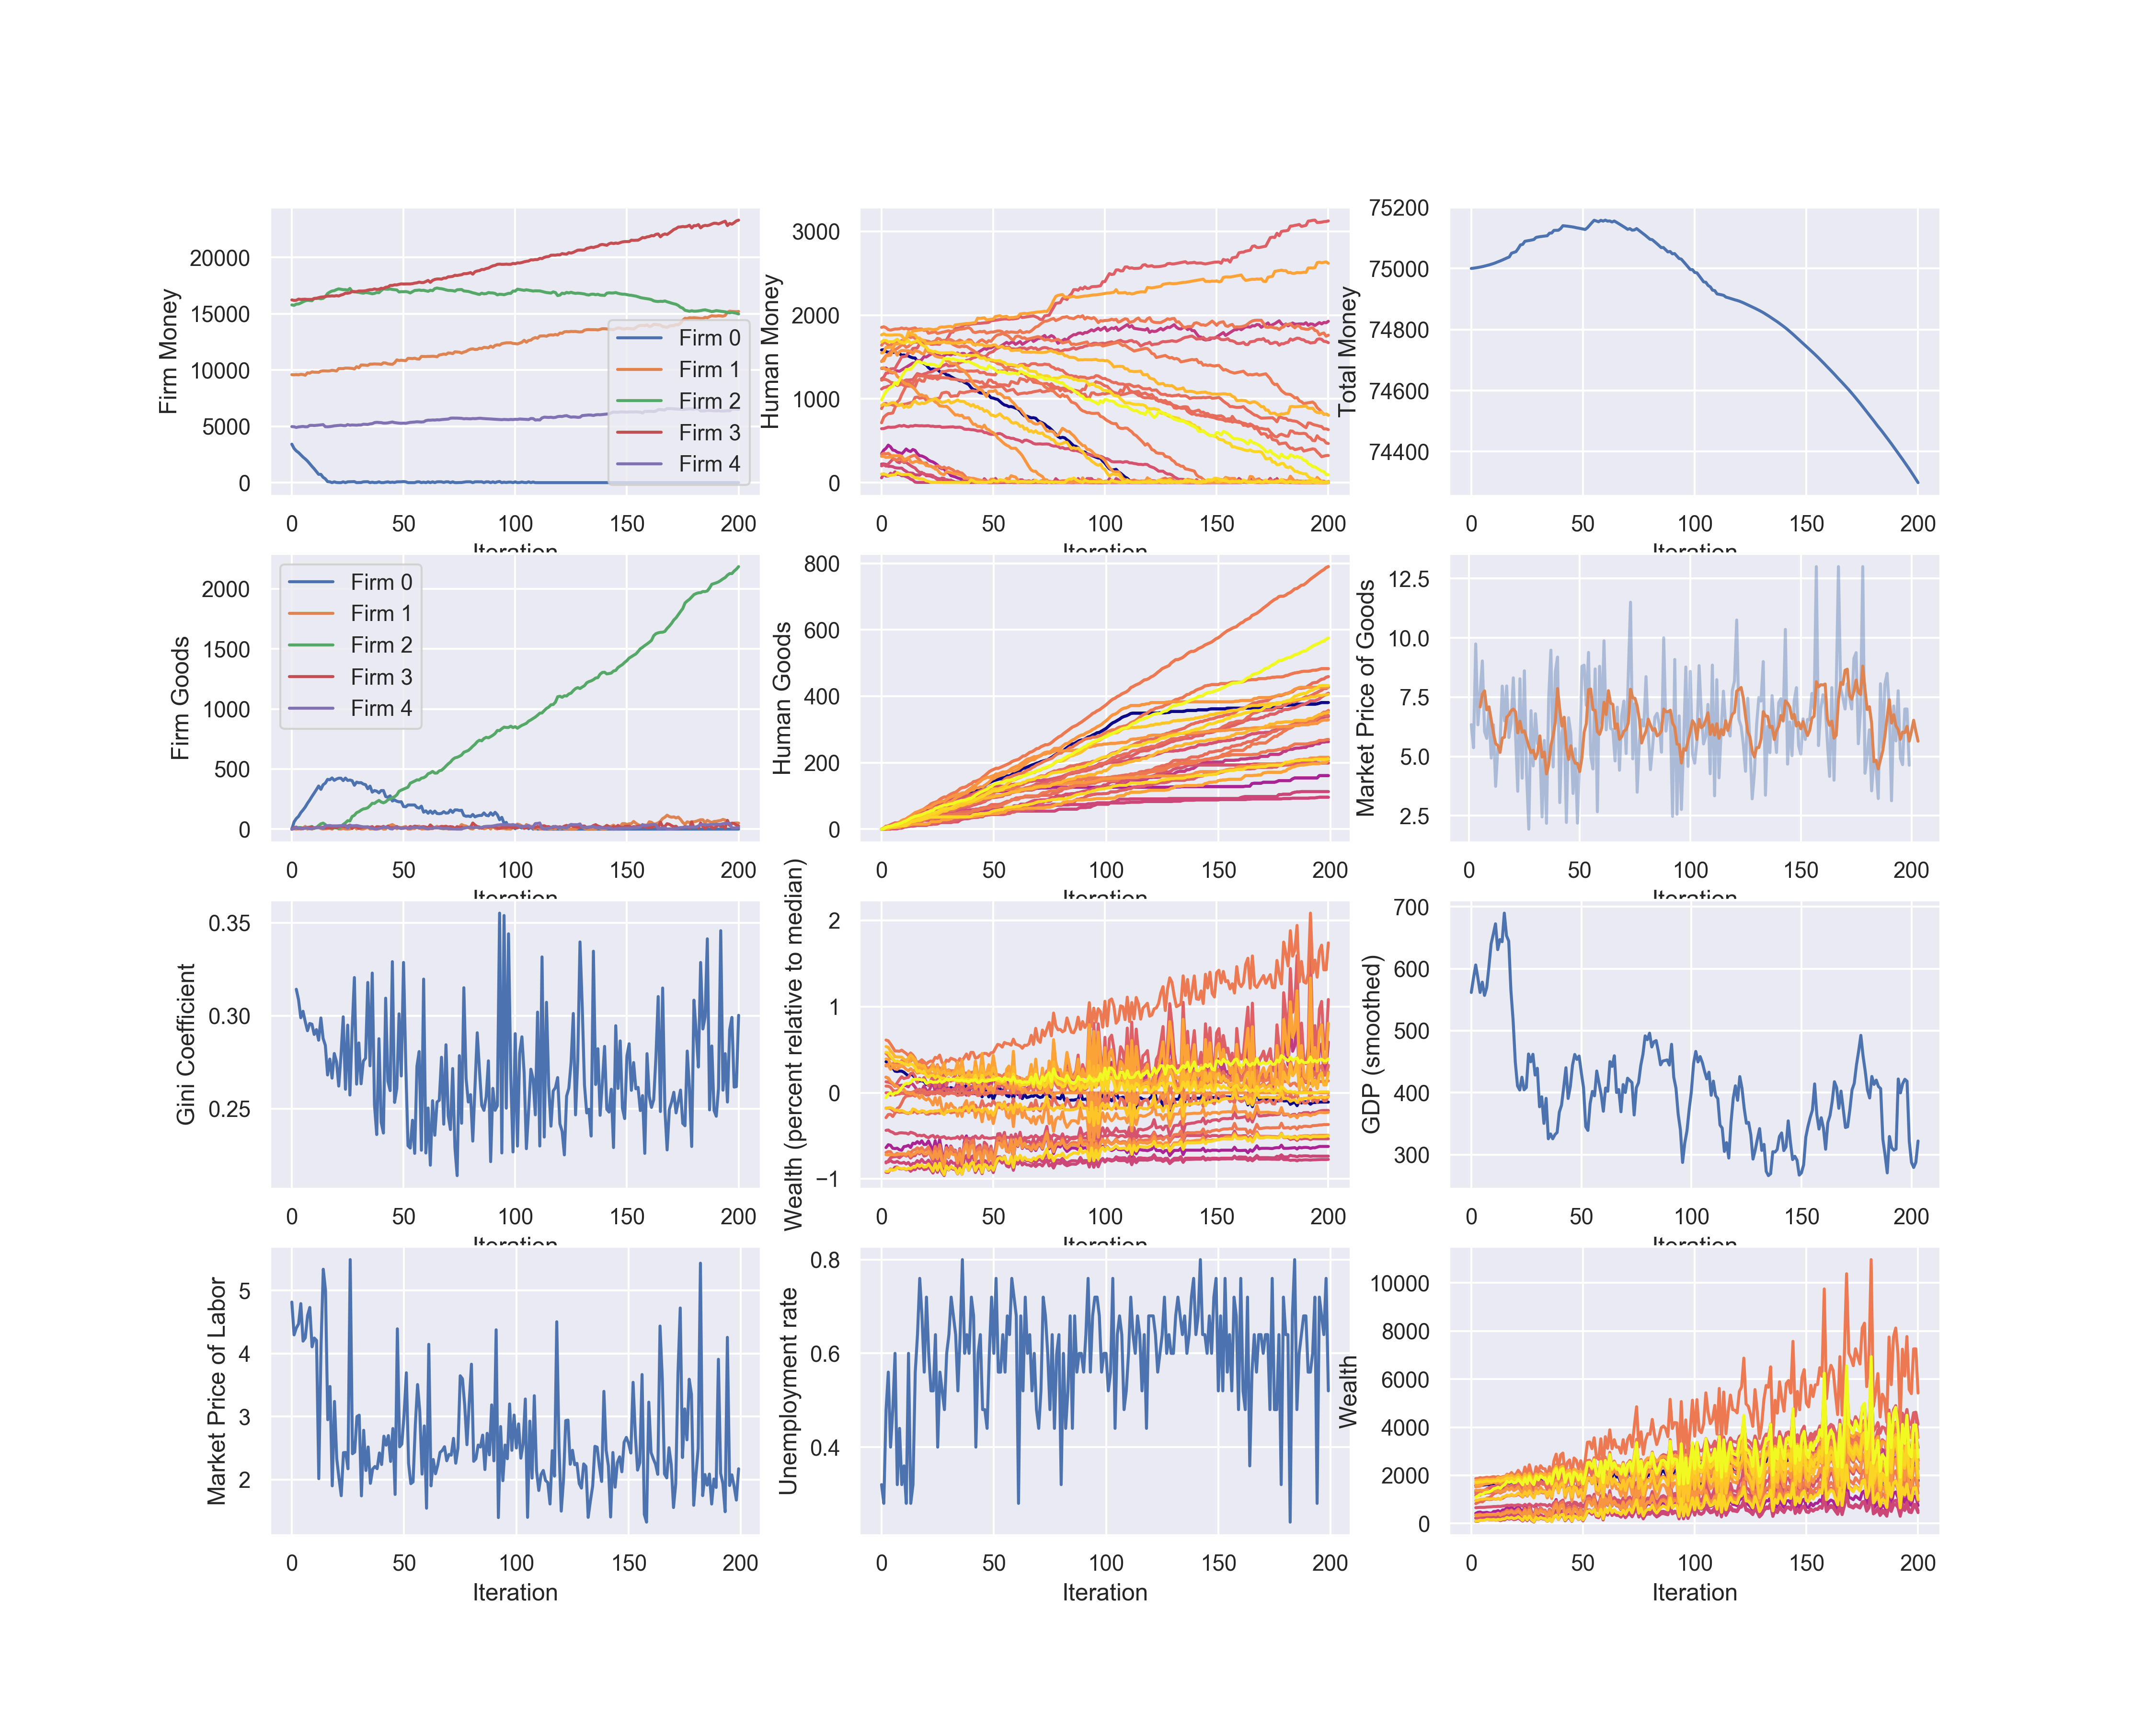 Firm Money
20000
15000
10000
5000
0
Firm 0
Firm 1
Firm 2
Firm 3
Firm 4
0 50 100 150 200
Iteration
Human Money
3000
2000
1000
0
0 50 100 150 200
Iteration
Total Money
75200
75000
74800
74600
74400
0 50 100 150 200
Iteration
Firm Goods
2000
1500
1000
500
0
Firm 0
Firm 1
Firm 2
Firm 3
Firm 4
0 50 100 150 200
Iteration
Human Goods
800
600
400
200
0
0 50 100 150 200
Iteration
Market Price of Goods
12.5
10.0
7.5
5.0
2.5
0 50 100 150 200
Iteration
Gini Coefficient
0.35
0.30
0.25
0 50 100 150 200
Iteration
Wealth (percent relative to median)
2
1
0
−1
0 50 100 150 200
Iteration
GDP (smoothed)
700
600
500
400
300
0 50 100 150 200
Iteration
Market Price of Labor
5
4
3
2
0 50 100 150 200
Iteration
Unemployment rate
0.8
0.6
0.4
0 50 100 150 200
Iteration
Wealth
10000
8000
6000
4000
2000
0
0 50 100 150 200
Iteration